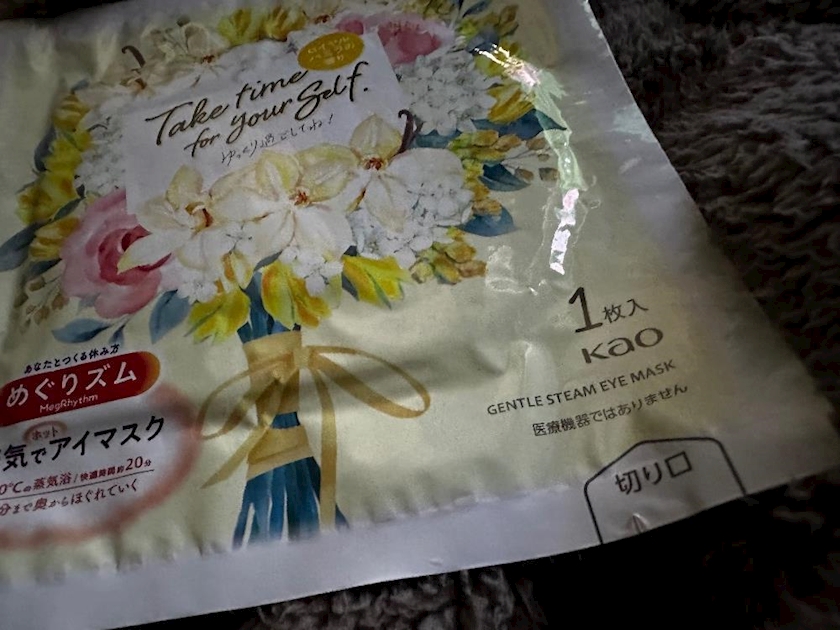 Take time
for your Self.
ゆっくり過ごしてね!
1枚入
Kao
GENTLE STEAM EYE MASK
医療機器ではありません
切り口
あなたとつくる休み方
めぐりズム
MegRhythm
ホット
気でアイマスク
0℃の蒸気浴/快適時間約20分
分まで奥からほぐれていく